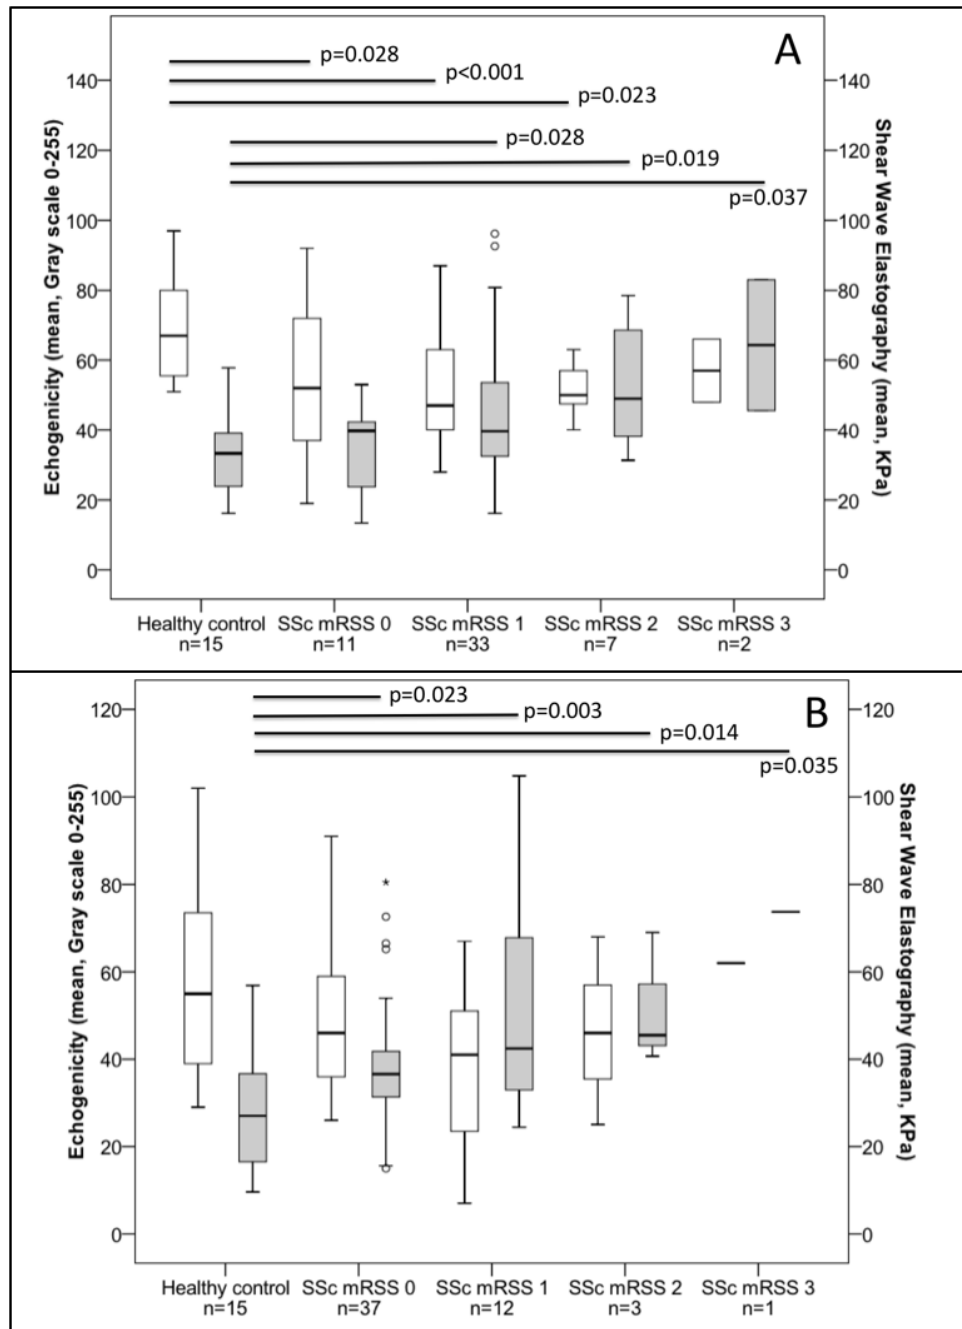 A
p=0.028
p<0.001
p=0.023
p=0.028
p=0.019
p=0.037
Echogenicity (mean, Gray scale 0-255)
140
120
100
80
60
40
20
0
140
120
100
80
60
40
20
0
Shear Wave Elastography (mean, KPa)
Healthy control SSc mRSS 0 SSc mRSS 1 SSc mRSS 2 SSc mRSS 3
n=15 n=11 n=33 n=7 n=2
B
p=0.023
p=0.003
p=0.014
p=0.035
Echogenicity (mean, Gray scale 0-255)
120
100
80
60
40
20
0
120
100
80
60
40
20
0
Shear Wave Elastography (mean, KPa)
Healthy control SSc mRSS 0 SSc mRSS 1 SSc mRSS 2 SSc mRSS 3
n=15 n=37 n=12 n=3 n=1